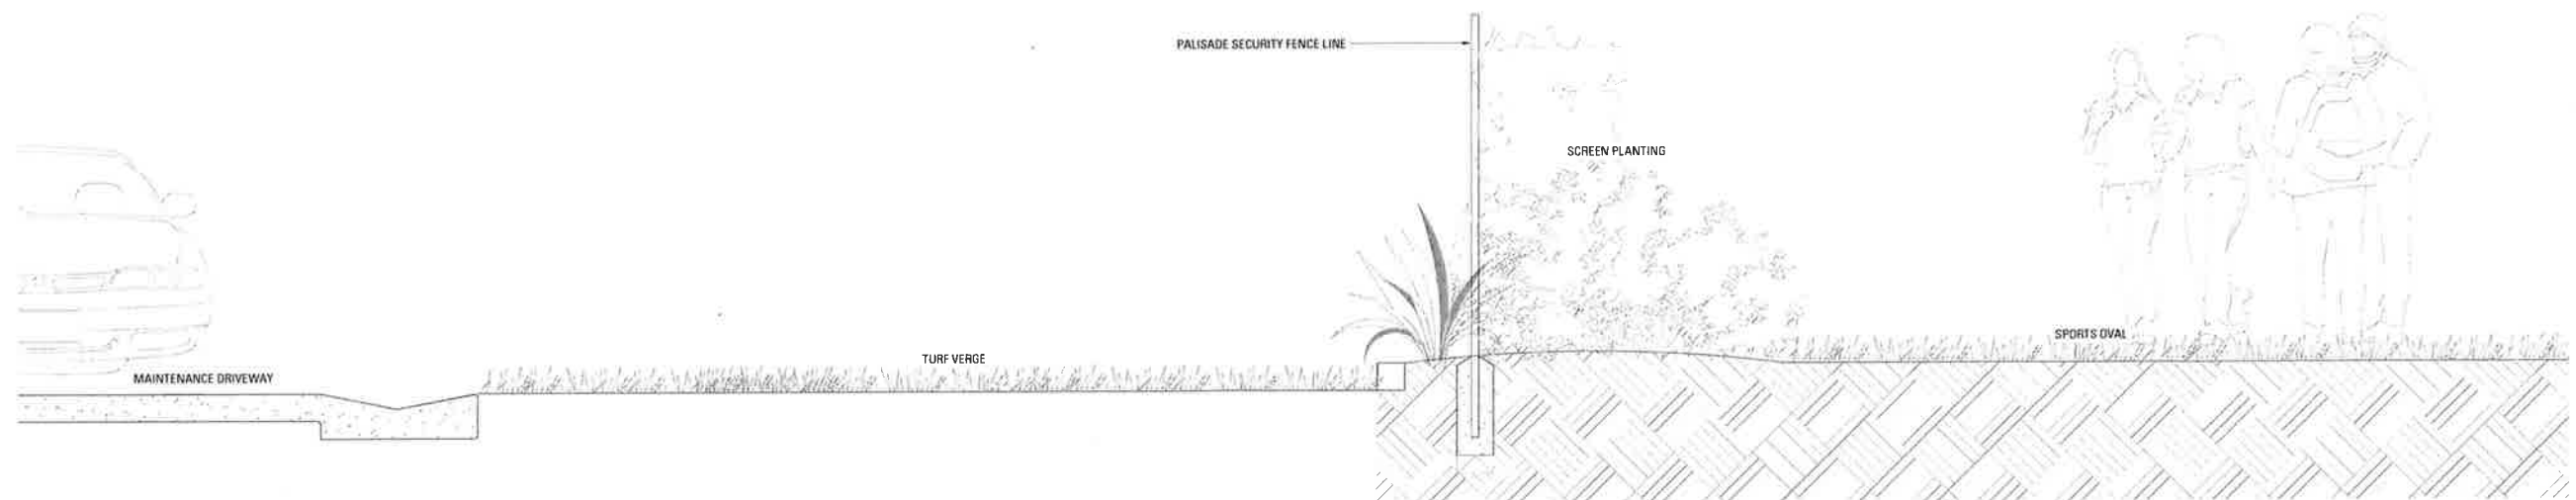 PALISADE SECURITY FENCE LINE
SCREEN PLANTING
SPORTS OVAL
TURF VERGE
MAINTENANCE DRIVEWAY